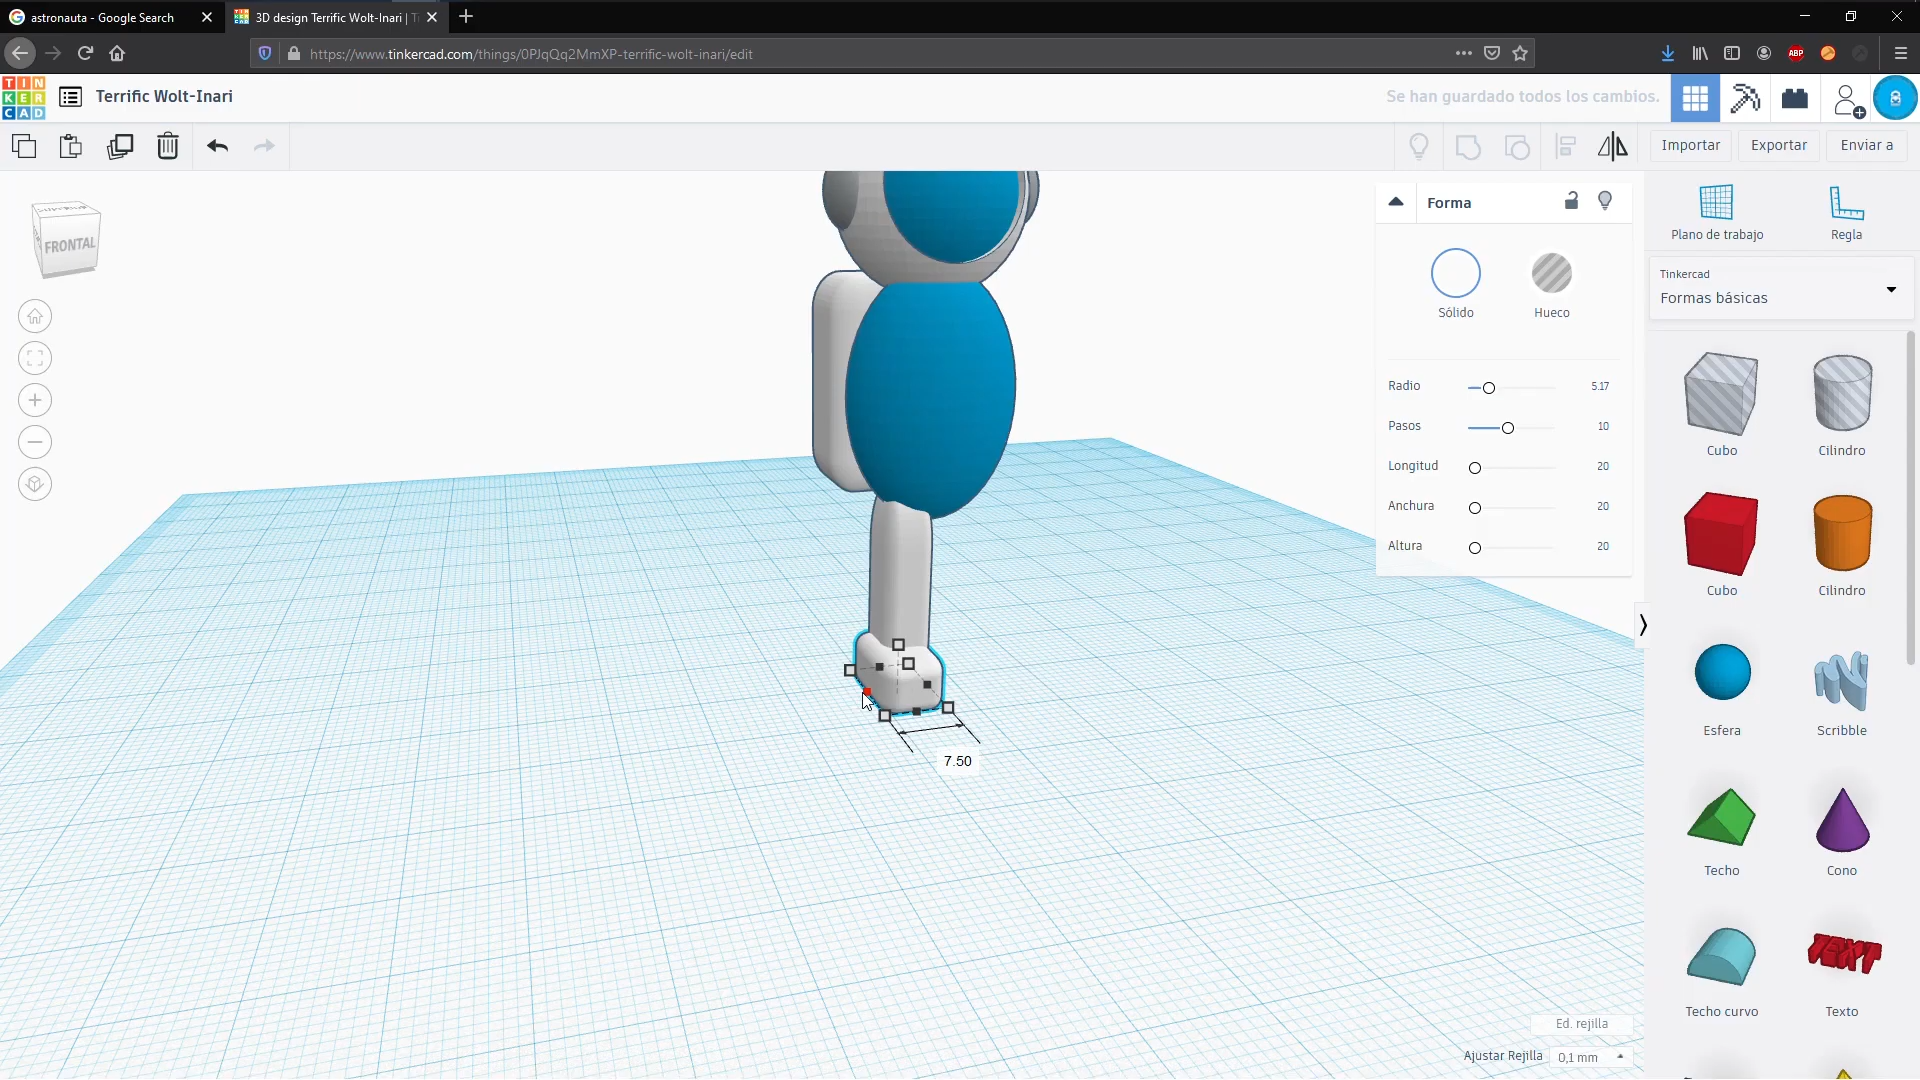 astronauta - Google Search
3D design Terrific Wolt-Inari | Ti
https://www.tinkercad.com/things/0PJqQq2MmXP-terrific-wolt-inari/edit
TIN
KER
CAD
Terrific Wolt-Inari
Se han guardado todos los cambios.
ABP
Importar
Exportar
Enviar a
FRONTAL
Forma
Sólido
Hueco
Radio 5.17
Pasos 10
Longitud 20
Anchura 20
Altura 20
Plano de trabajo
Regla
Tinkercad
Formas básicas
Cubo
Cilindro
Cubo
Cilindro
Esfera
Scribble
Techo
Cono
TEXT
Techo curvo
Texto
7.50
Ed. rejilla
Ajustar Rejilla 0,1 mm